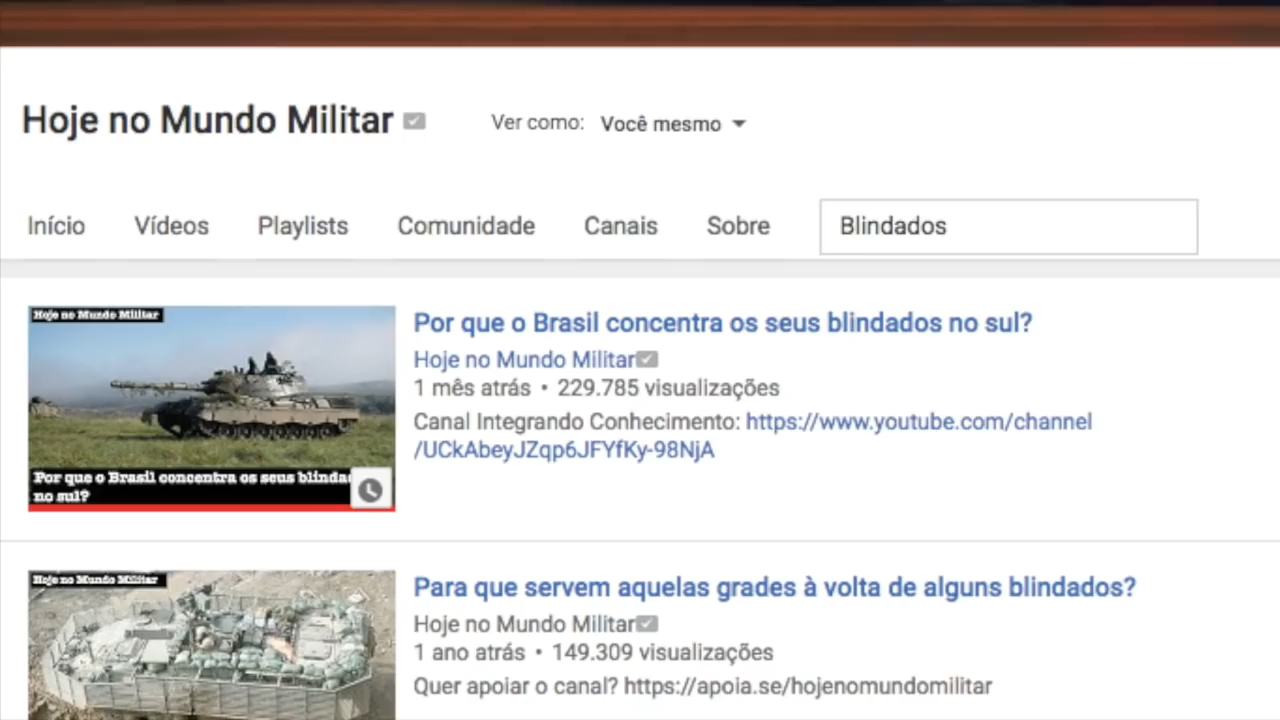 Hoje no Mundo Militar
Ver como: Você mesmo
Início Vídeos Playlists Comunidade Canais Sobre Blindados
Hoje no Mundo Militar
Por que o Brasil concentra os seus blinda
no sul?
Por que o Brasil concentra os seus blindados no sul?
Hoje no Mundo Militar
1 mês atrás • 229.785 visualizações
Canal Integrando Conhecimento: https://www.youtube.com/channel
/UCkAbeyJZqp6JFYfKy-98NjA
Hoje no Mundo Militar
Para que servem aquelas grades à volta de alguns blindados?
Hoje no Mundo Militar
1 ano atrás • 149.309 visualizações
Quer apoiar o canal? https://apoia.se/hojenomundomilitar